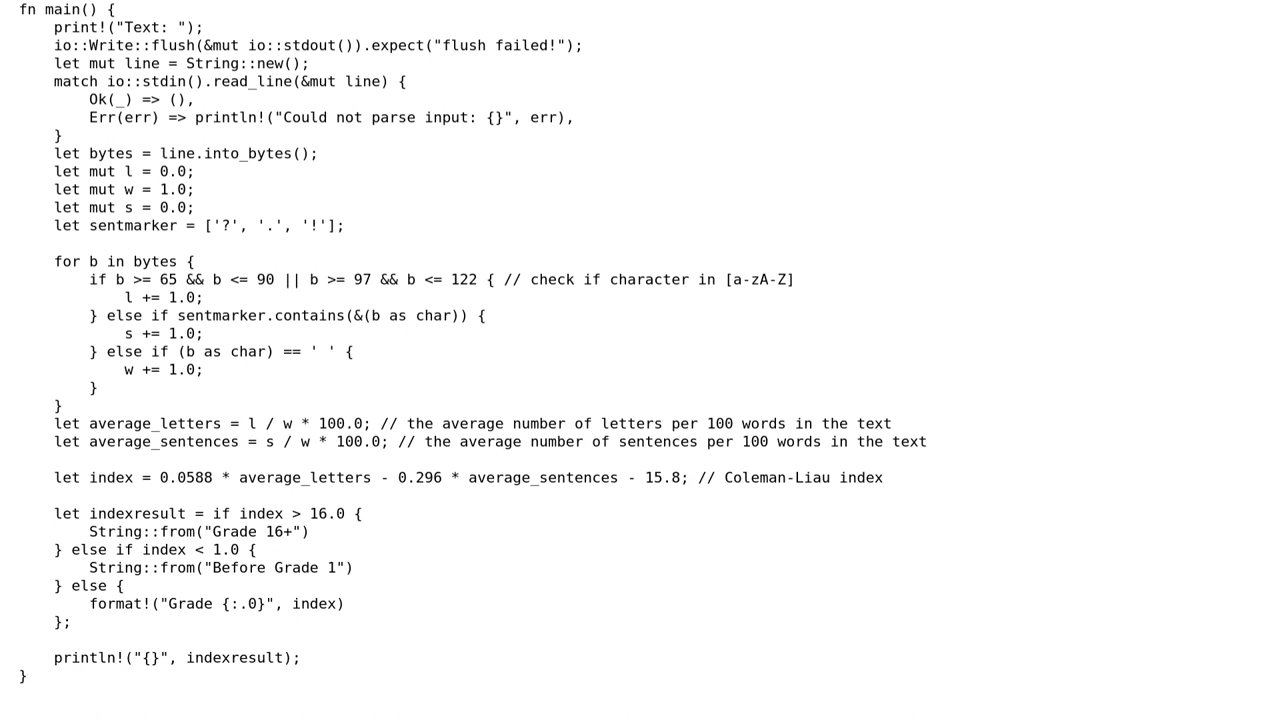 fn main() {
    print!("Text: ");
    io::Write::flush(&mut io::stdout()).expect("flush failed!");
    let mut line = String::new();
    match io::stdin().read_line(&mut line) {
        Ok(_) => (),
        Err(err) => println!("Could not parse input: {}", err),
    }
    let bytes = line.into_bytes();
    let mut l = 0.0;
    let mut w = 1.0;
    let mut s = 0.0;
    let sentmarker = ['?', '.', '!'];

    for b in bytes {
        if b >= 65 && b <= 90 || b >= 97 && b <= 122 { // check if character in [a-zA-Z]
            l += 1.0;
        } else if sentmarker.contains(&(b as char)) {
            s += 1.0;
        } else if (b as char) == ' ' {
            w += 1.0;
        }
    }
    let average_letters = l / w * 100.0; // the average number of letters per 100 words in the text
    let average_sentences = s / w * 100.0; // the average number of sentences per 100 words in the text

    let index = 0.0588 * average_letters - 0.296 * average_sentences - 15.8; // Coleman-Liau index

    let indexresult = if index > 16.0 {
        String::from("Grade 16+")
    } else if index < 1.0 {
        String::from("Before Grade 1")
    } else {
        format!("Grade {:.0}", index)
    };

    println!("{}", indexresult);
}